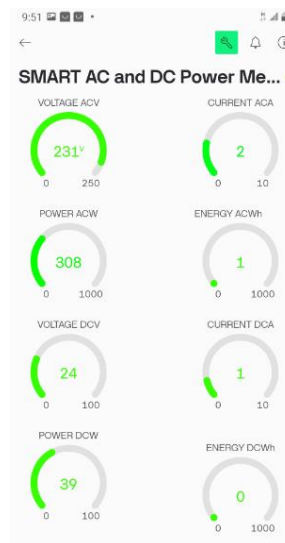 9:51
SMART AC and DC Power Me...
VOLTAGE ACV
CURRENT ACA
231V
2
0 250
0 10
POWER ACW
ENERGY ACWh
308
1
0 1000
0 1000
VOLTAGE DCV
CURRENT DCA
24
1
0 100
0 10
POWER DCW
ENERGY DCWh
39
0
0 100
0 1000